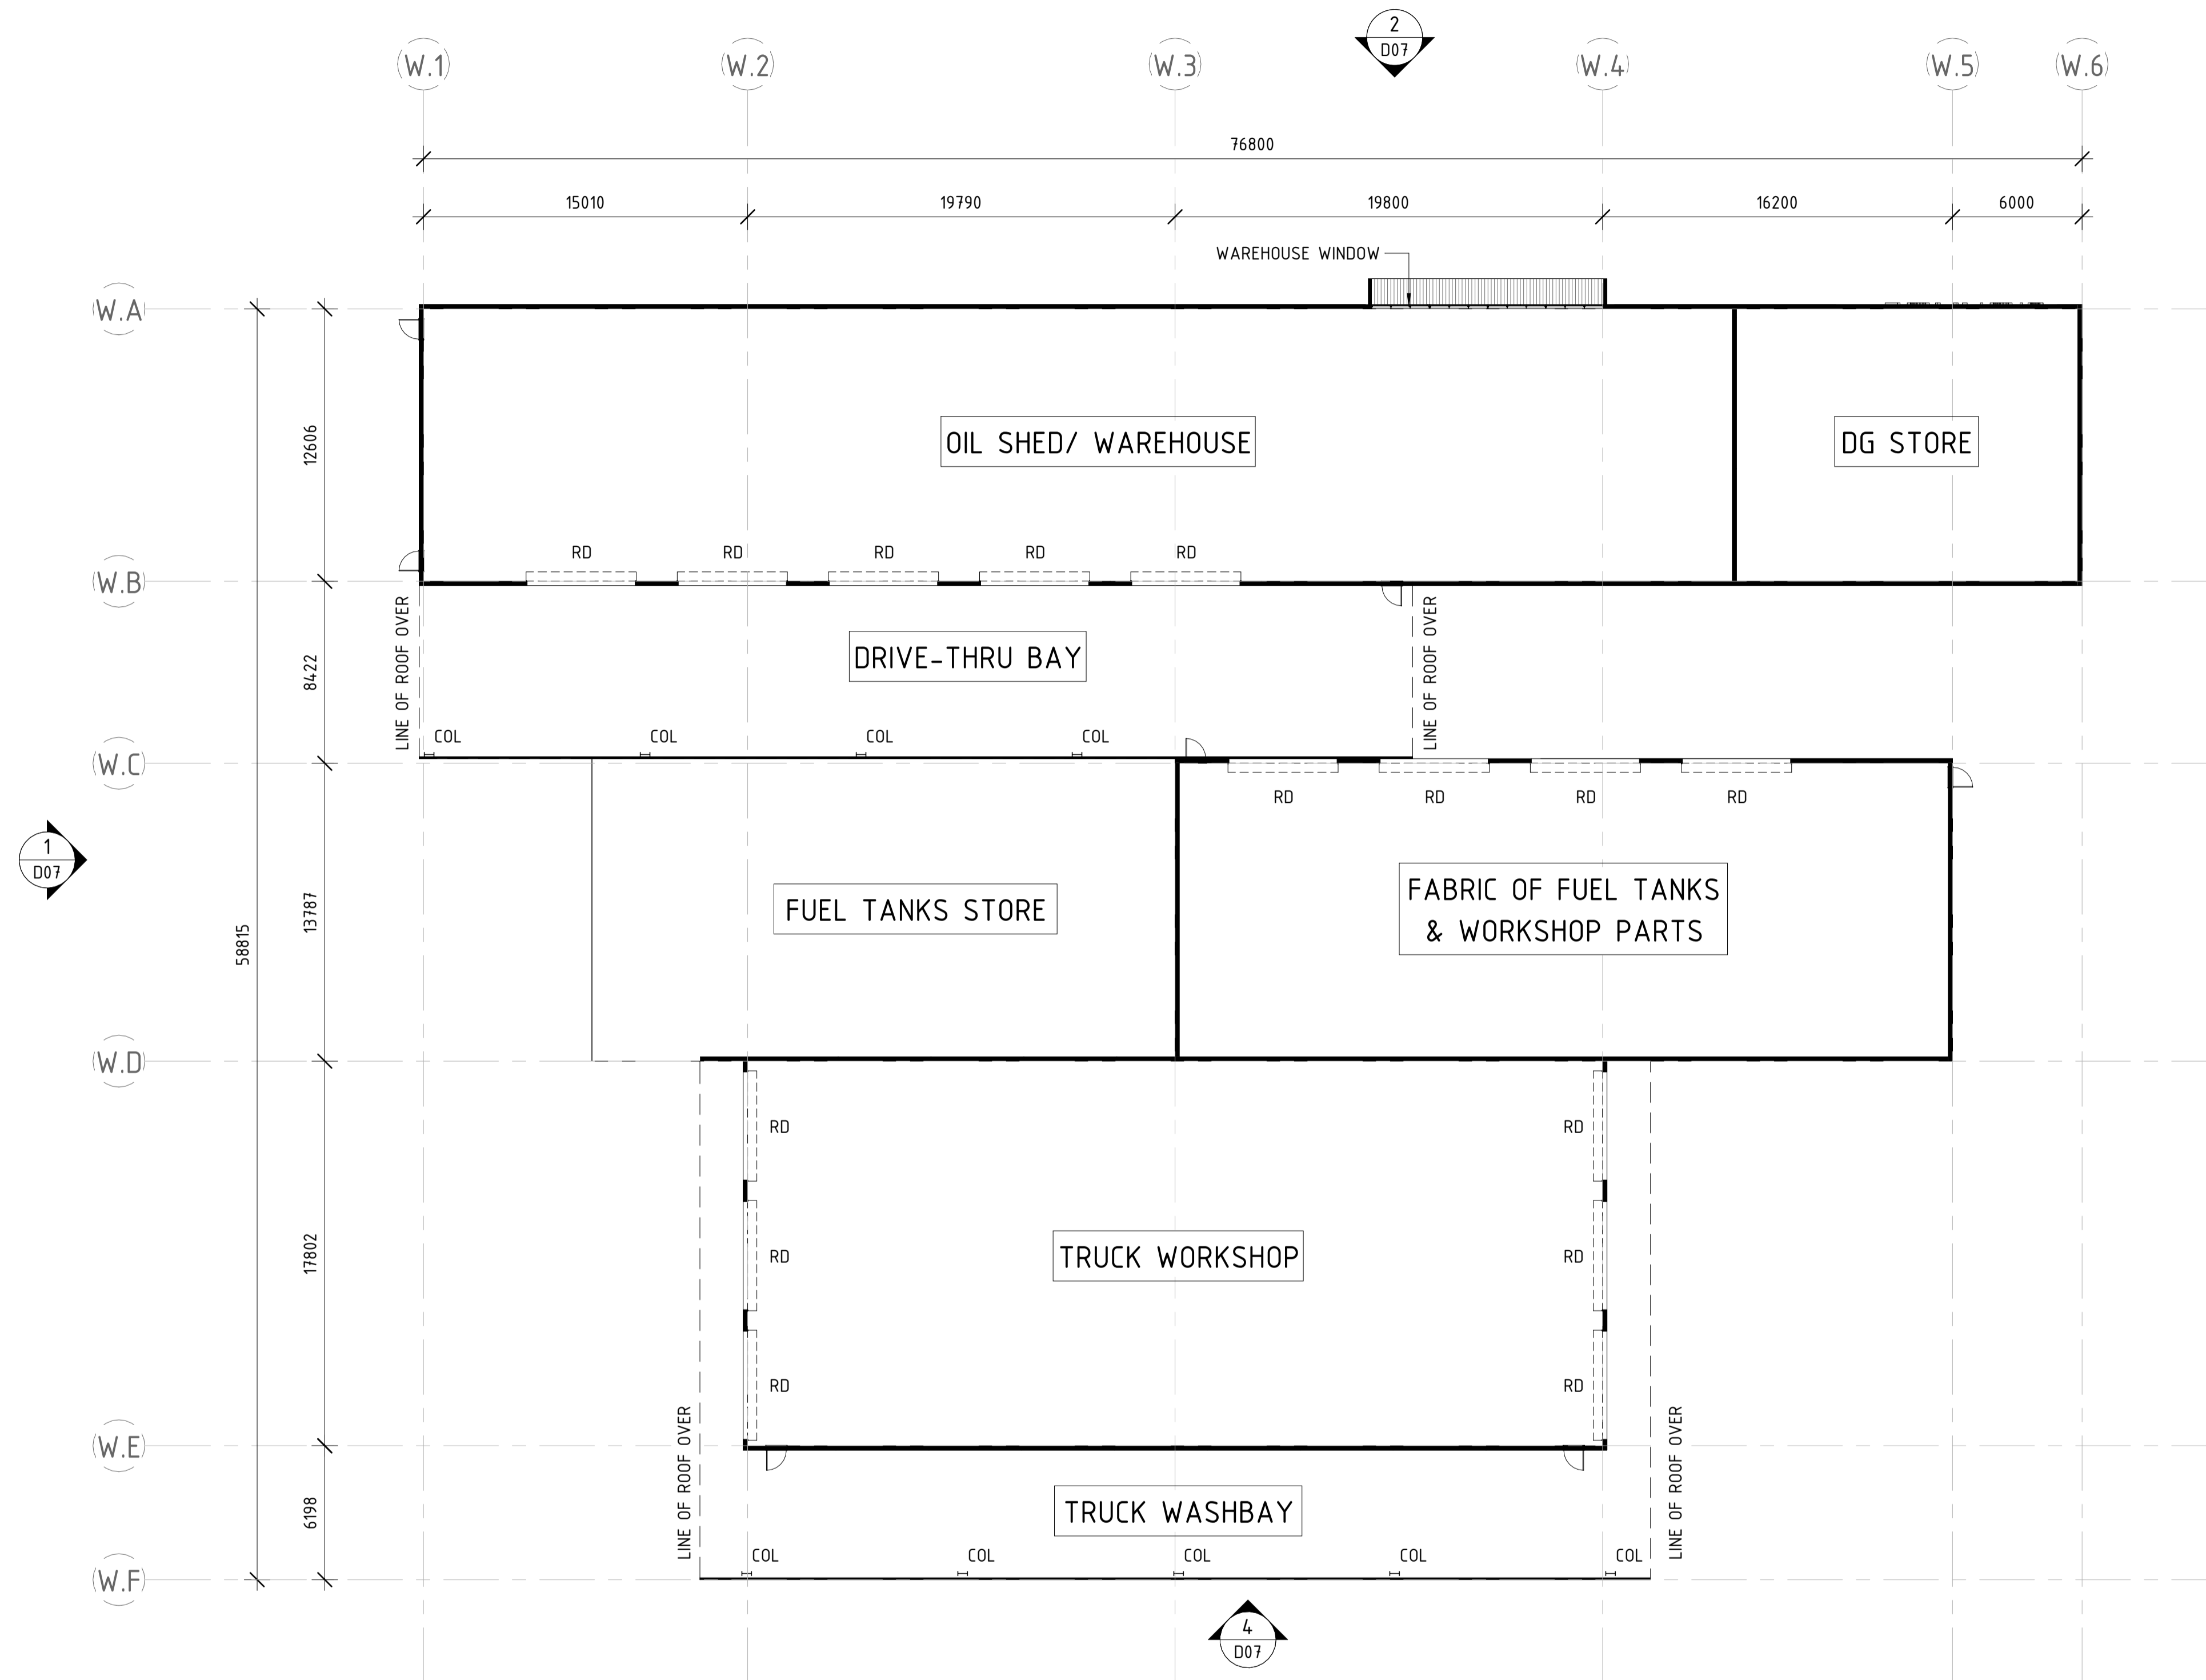 2
D07
W.1
W.2
W.3
W.4
W.5
W.6
76800
15010
19790
19800
16200
6000
WAREHOUSE WINDOW
W.A
12606
OIL SHED/ WAREHOUSE
DG STORE
RD
RD
RD
RD
RD
W.B
8422
LINE OF ROOF OVER
DRIVE-THRU BAY
LINE OF ROOF OVER
COL
COL
COL
COL
W.C
RD
RD
RD
RD
1
D07
58815
13787
FUEL TANKS STORE
FABRIC OF FUEL TANKS
& WORKSHOP PARTS
W.D
RD
RD
17802
RD
TRUCK WORKSHOP
RD
RD
RD
W.E
LINE OF ROOF OVER
LINE OF ROOF OVER
6198
TRUCK WASHBAY
COL
COL
COL
COL
COL
W.F
4
D07